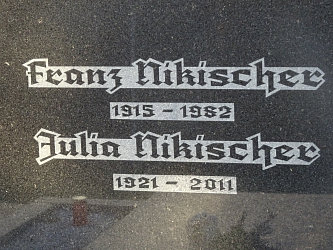 Franz Nikischer
1915 - 1982
Julia Nikischer
1921 - 2011